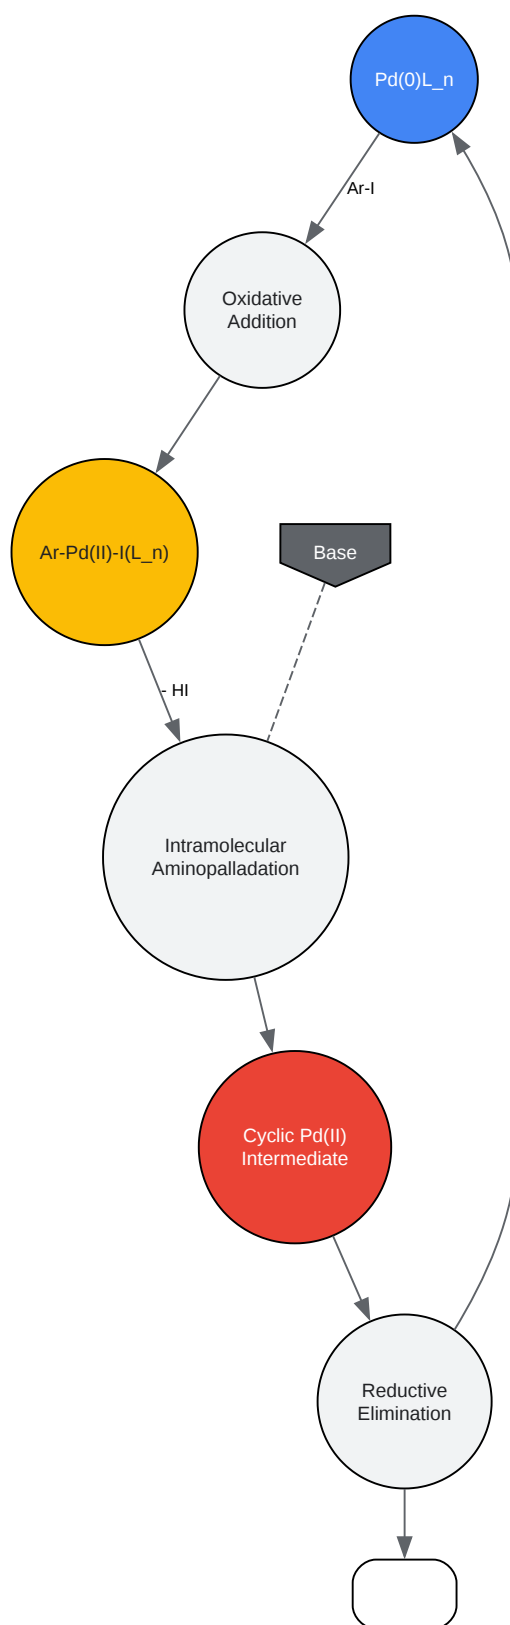 Pd(0)L_n
Ar-I
Oxidative
Addition
Ar-Pd(II)-I(L_n)
Base
- HI
Intramolecular
Aminopalladation
Cyclic Pd(II)
Intermediate
Reductive
Elimination